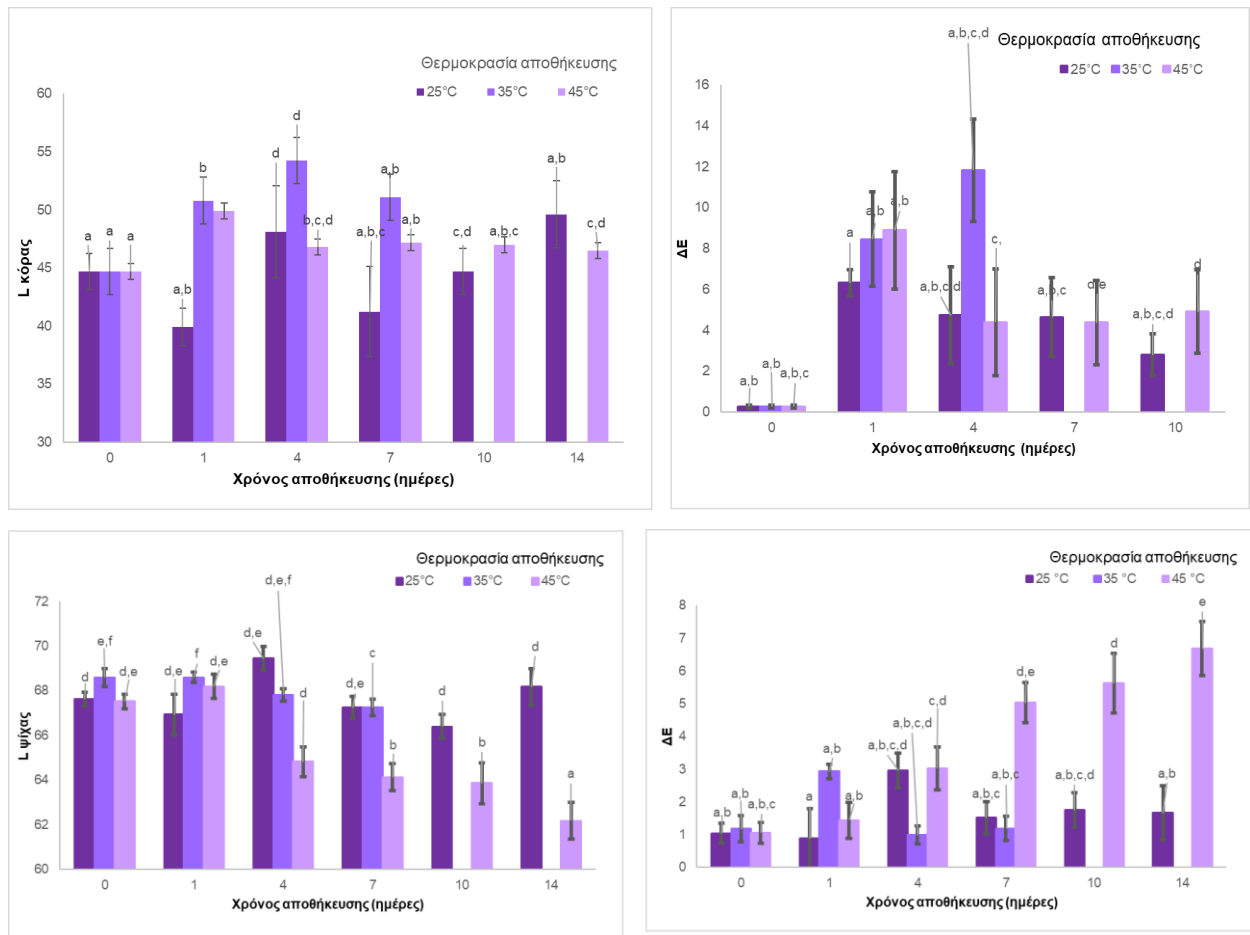 Θερμοκρασία αποθήκευσης
25°C 35°C 45°C
60
55
50
45
40
35
30
L κόρας
a a a
a,b b
d d b,c,d
a,b,c a,b a,b
c,d a,b,c
a,b c,d
0 1 4 7 10 14
Χρόνος αποθήκευσης (ημέρες)
Θερμοκρασία αποθήκευσης
25°C 35°C 45°C
16
14
12
10
8
6
4
2
0
ΔΕ
a,b a,b a,b,c
a a,b a,b
a,b,c,d a,b,c,d c,
a,b,c d,e
a,b,c,d d
0 1 4 7 10
Χρόνος αποθήκευσης (ημέρες)
Θερμοκρασία αποθήκευσης
25°C 35°C 45°C
72
70
68
66
64
62
60
L ψίχας
d e,f d,e
d,e f d,e
d,e d,e,f d
d,e c b
d b
d a
0 1 4 7 10 14
Χρόνος αποθήκευσης (ημέρες)
Θερμοκρασία αποθήκευσης
25 °C 35 °C 45 °C
8
7
6
5
4
3
2
1
0
ΔΕ
a,b a,b a,b,c
a a,b a,b
a,b,c,d a,b,c,d c,d
a,b,c a,b,c d,e
a,b,c,d d
a,b e
0 1 4 7 10 14
Χρόνος αποθήκευσης (ημέρες)